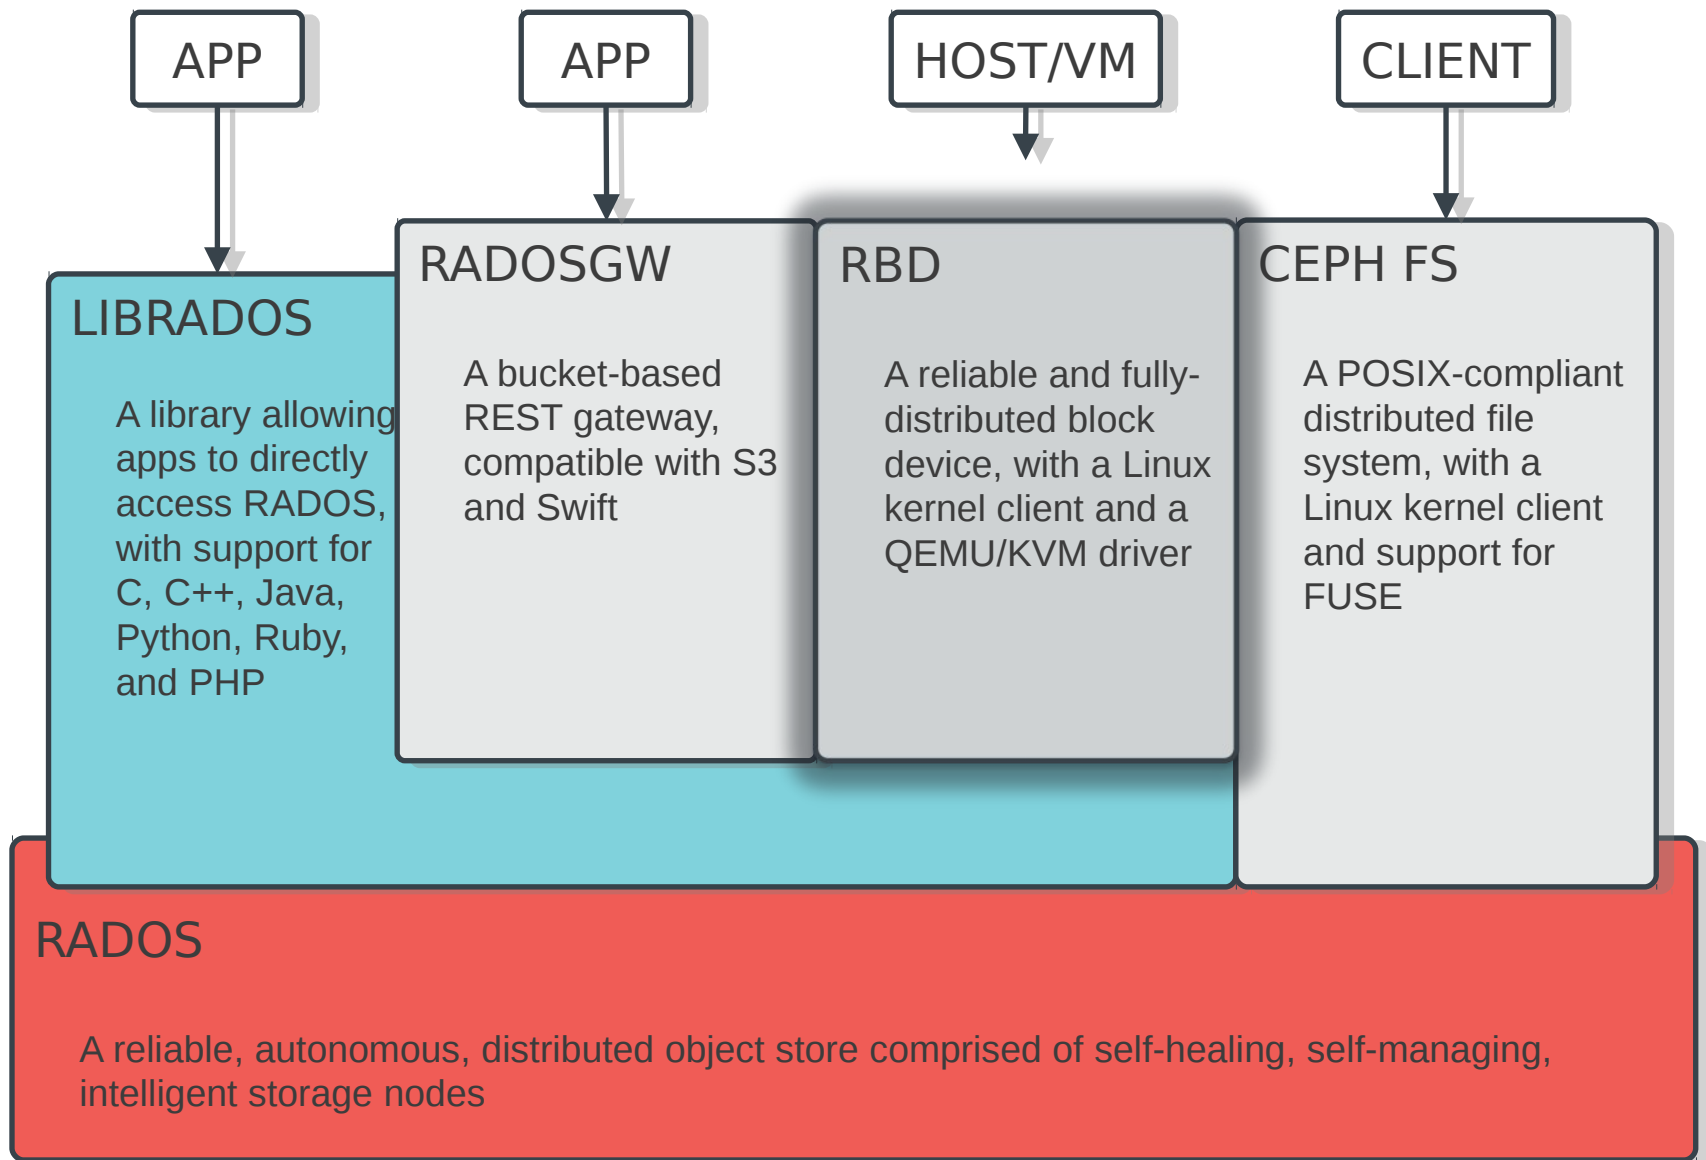 APP
APP
HOST/VM
CLIENT
LIBRADOS
A library allowing
apps to directly
access RADOS,
with support for
C, C++, Java,
Python, Ruby,
and PHP
RADOSGW
A bucket-based
REST gateway,
compatible with S3
and Swift
RBD
A reliable and fully-
distributed block
device, with a Linux
kernel client and a
QEMU/KVM driver
CEPH FS
A POSIX-compliant
distributed file
system, with a
Linux kernel client
and support for
FUSE
RADOS
A reliable, autonomous, distributed object store comprised of self-healing, self-managing,
intelligent storage nodes